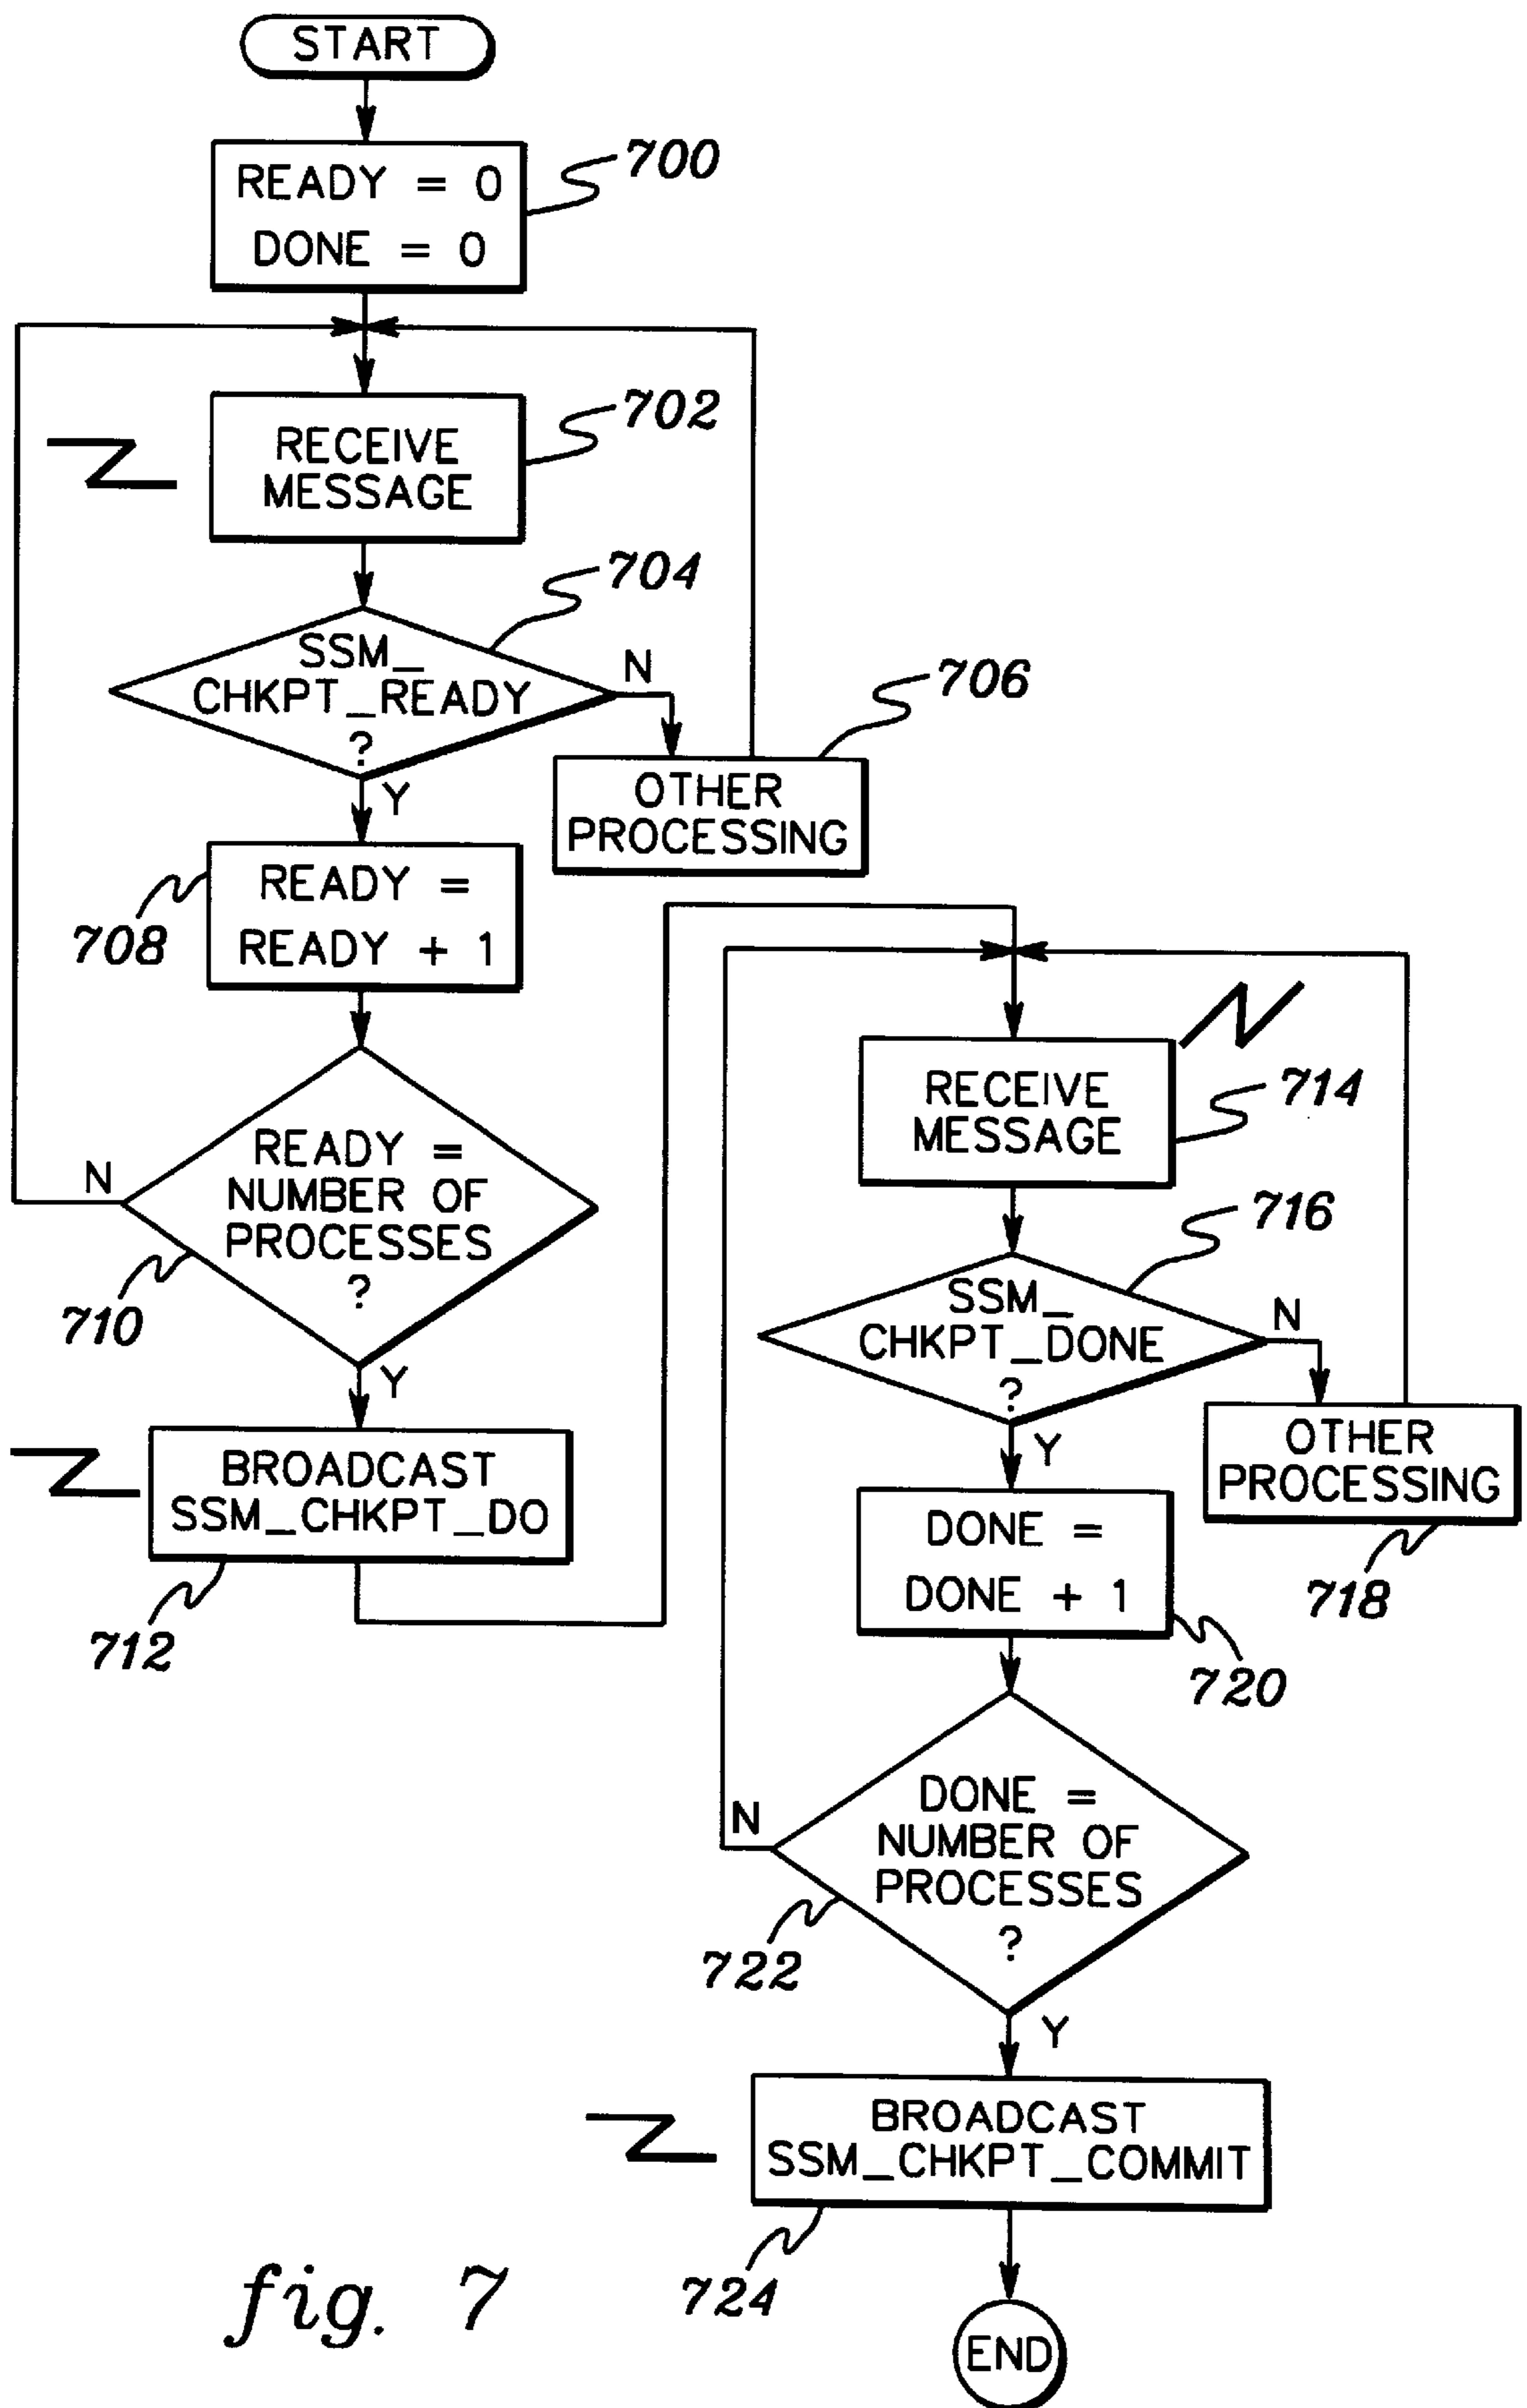 START
READY = 0
DONE = 0
700
RECEIVE
MESSAGE
702
SSM_
CHKPT_READY
?
704
N
Y
OTHER
PROCESSING
706
READY =
READY + 1
708
READY =
NUMBER OF
PROCESSES
?
N
710
Y
BROADCAST
SSM_CHKPT_DO
712
RECEIVE
MESSAGE
714
SSM_
CHKPT_DONE
?
716
N
Y
OTHER
PROCESSING
718
DONE =
DONE + 1
720
DONE =
NUMBER OF
PROCESSES
?
N
722
Y
BROADCAST
SSM_CHKPT_COMMIT
724
END
fig. 7